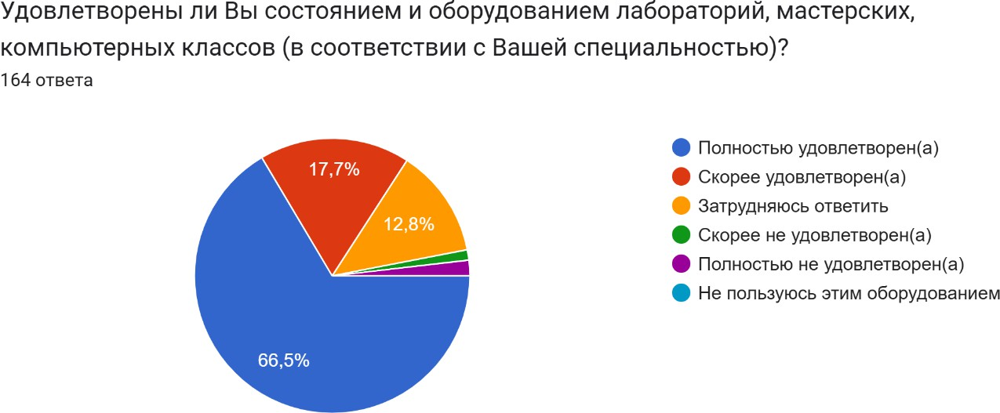 Удовлетворены ли Вы состоянием и оборудованием лабораторий, мастерских,
компьютерных классов (в соответствии с Вашей специальностью)?
164 ответа
17,7%
12,8%
66,5%
Полностью удовлетворен(а)
Скорее удовлетворен(а)
Затрудняюсь ответить
Скорее не удовлетворен(а)
Полностью не удовлетворен(а)
Не пользуюсь этим оборудованием